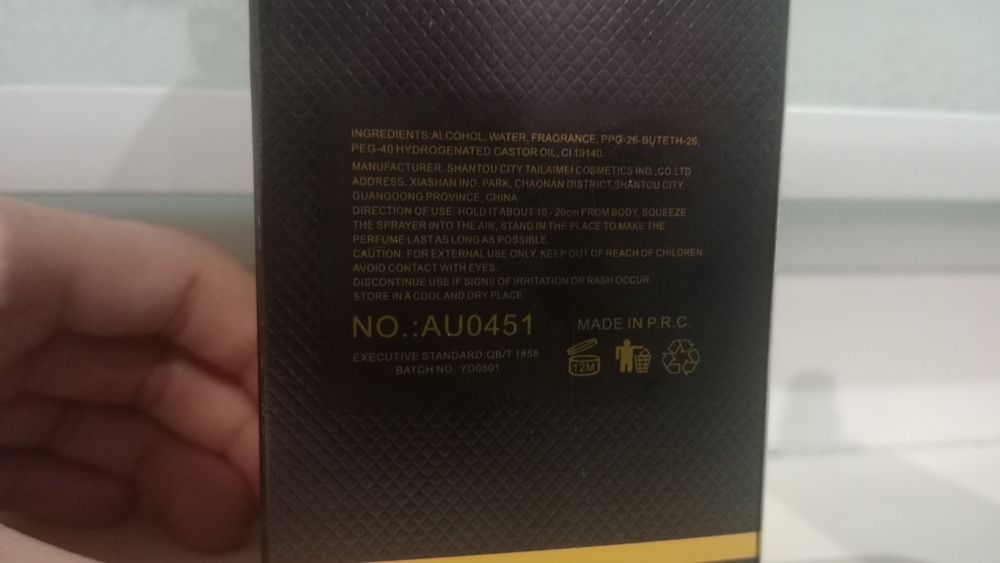 INGREDIENTS:ALCOHOL, WATER, FRAGRANCE, PPG-26-BUTETH-26,
PEG-40 HYDROGENATED CASTOR OIL, CI 19140.
MANUFACTURER: SHANTOU CITY TAILAIMEI COSMETICS IND.,CO.LTD
ADDRESS: XIASHAN IND. PARK, CHAONAN DISTRICT,SHANTOU CITY,
GUANGDONG PROVINCE, CHINA
DIRECTION OF USE: HOLD IT ABOUT 10 - 20cm FROM BODY, SQUEEZE
THE SPRAYER INTO THE AIR, STAND IN THE PLACE TO MAKE THE
PERFUME LAST AS LONG AS POSSIBLE.
CAUTION: FOR EXTERNAL USE ONLY. KEEP OUT OF REACH OF CHILDREN.
AVOID CONTACT WITH EYES.
DISCONTINUE USE IF SIGNS OF IRRITATION OR RASH OCCUR.
STORE IN A COOL AND DRY PLACE.
NO.:AU0451 MADE IN P.R.C.
EXECUTIVE STANDARD:QB/T 1858
BATCH NO. YD0501
12M